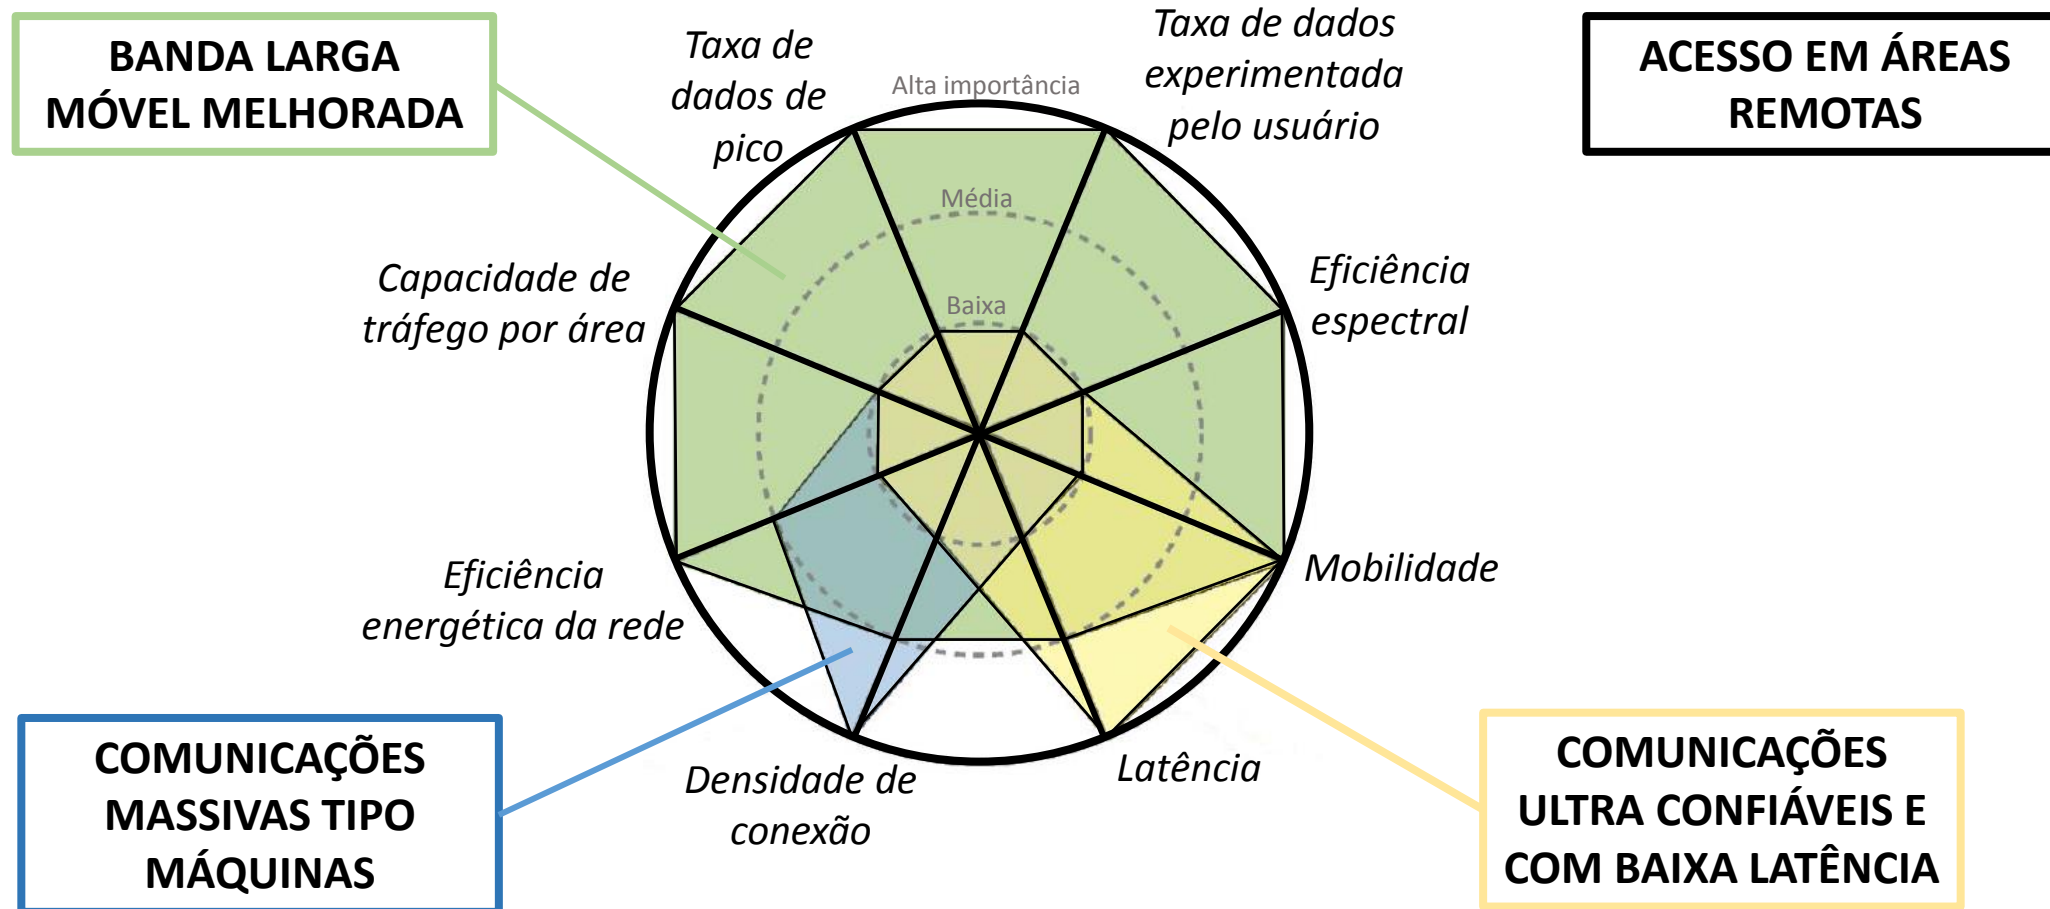 BANDA LARGA
MÓVEL MELHORADA
Taxa de
dados de
pico
Alta importância
Taxa de dados
experimentada
pelo usuário
ACESSO EM ÁREAS
REMOTAS
Média
Baixa
Capacidade de
tráfego por área
Eficiência
espectral
Eficiência
energética da rede
Mobilidade
COMUNICAÇÕES
MASSIVAS TIPO
MÁQUINAS
Densidade de
conexão
Latência
COMUNICAÇÕES
ULTRA CONFIÁVEIS E
COM BAIXA LATÊNCIA